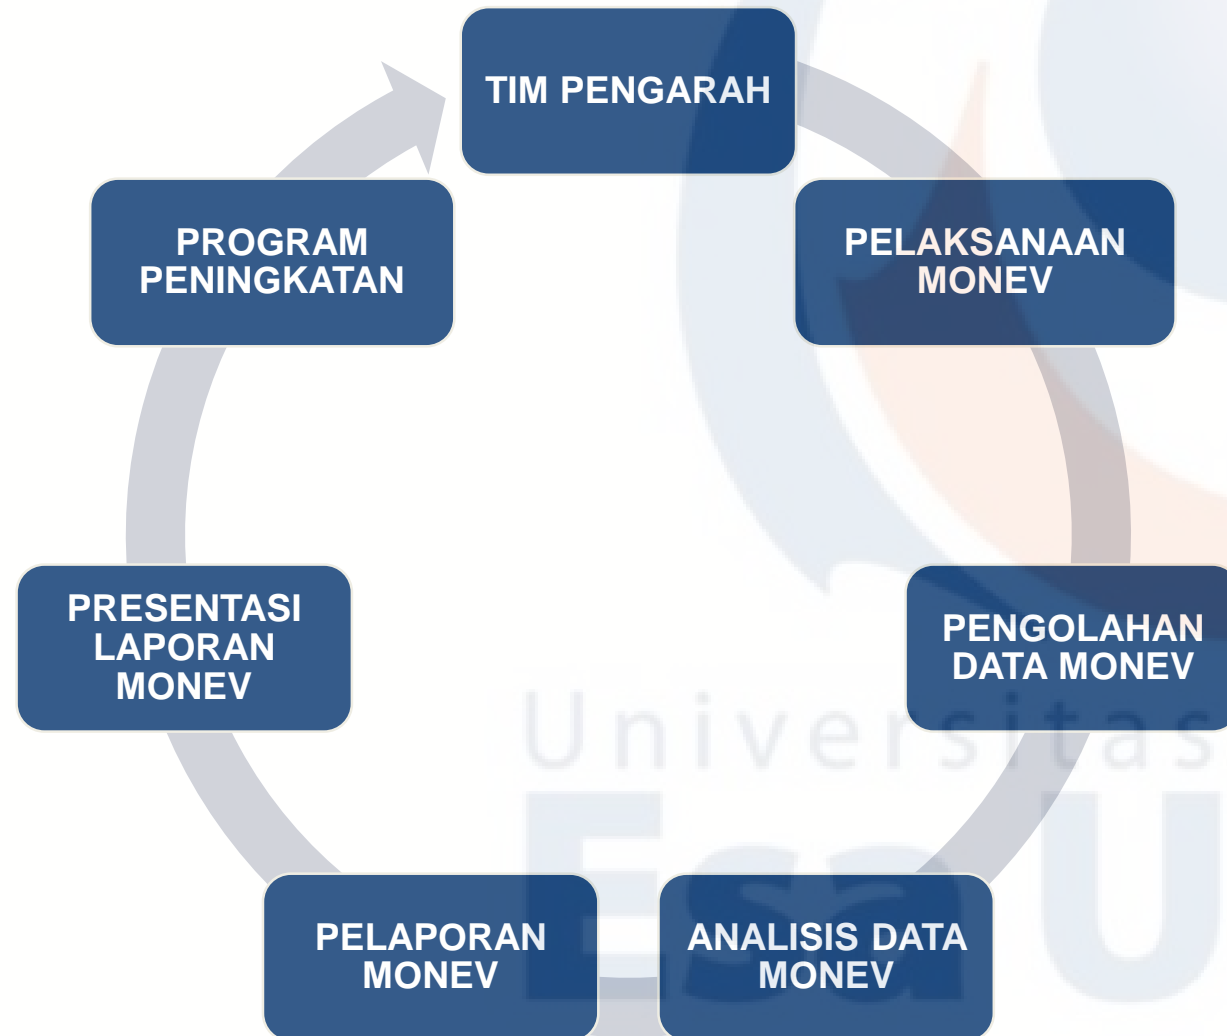 TIM PENGARAH
PELAKSANAAN
MONEV
PENGOLAHAN
DATA MONEV
ANALISIS DATA
MONEV
PELAPORAN
MONEV
PRESENTASI
LAPORAN
MONEV
PROGRAM
PENINGKATAN
Universitas
Esa U